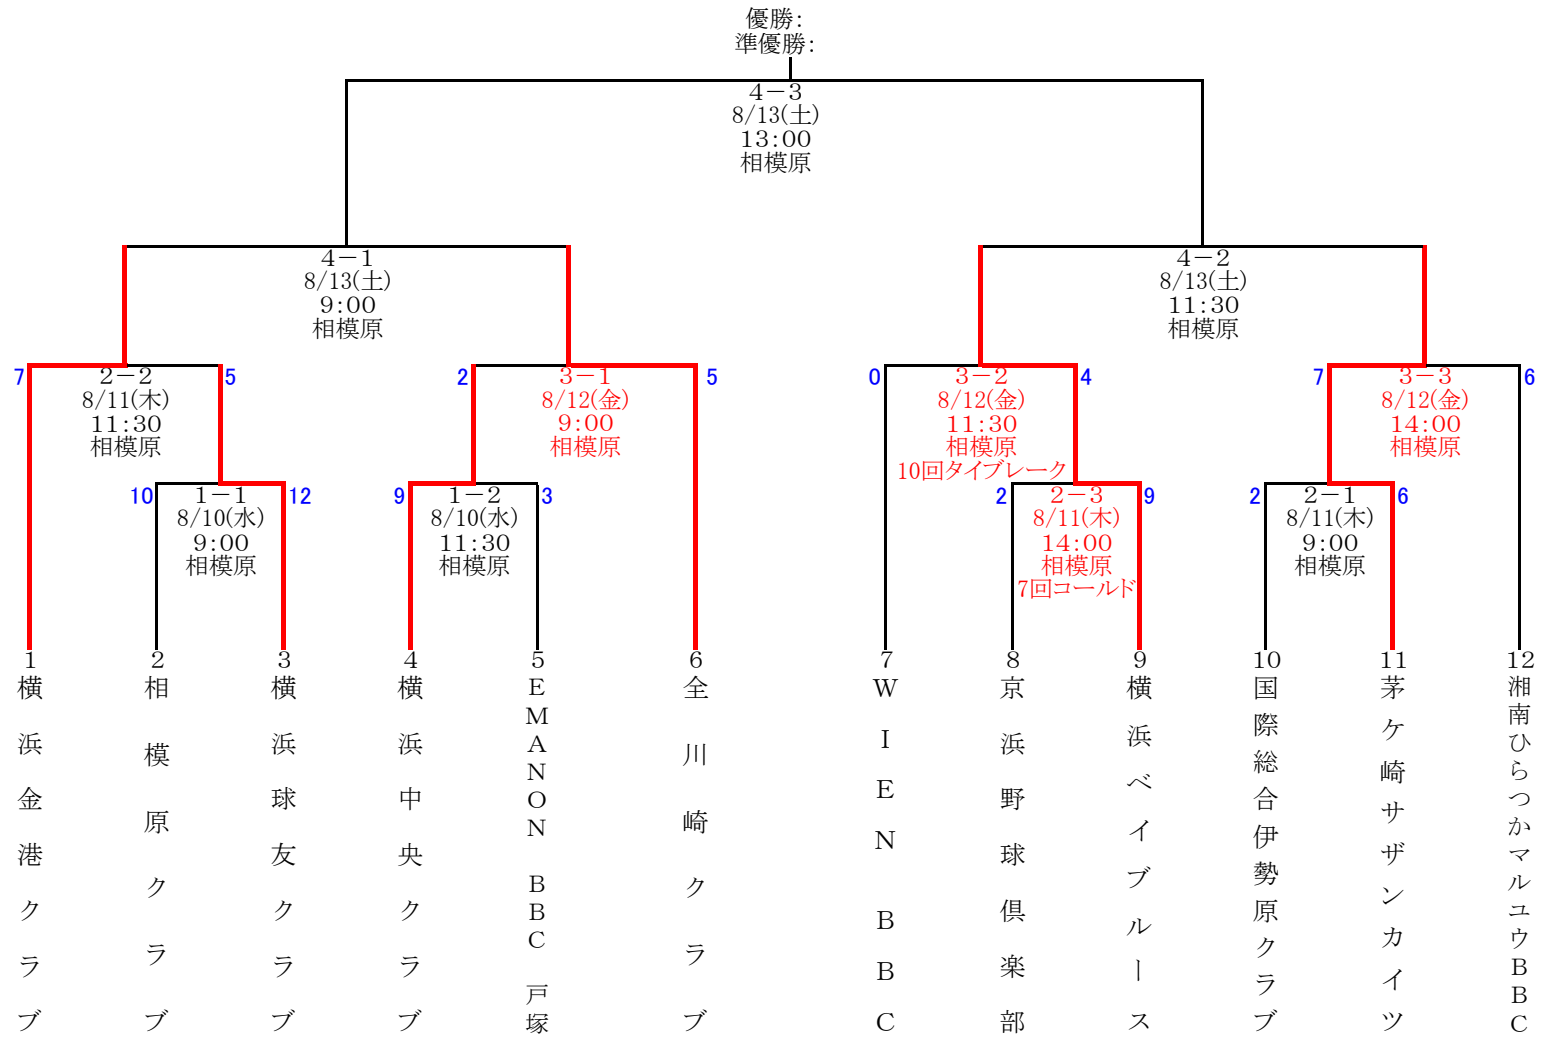 優勝：
準優勝：
４－３
8/13(土)
１３：００
相模原
４－１
8/13(土)
９：００
相模原
４－２
8/13(土)
１１：３０
相模原
7
２－２
8/11(木)
１１：３０
相模原
5
2
３－１
8/12(金)
９：００
相模原
5
0
３－２
8/12(金)
１１：３０
相模原
10回タイブレーク
4
7
３－３
8/12(金)
１４：００
相模原
6
10
１－１
8/10(水)
９：００
相模原
12
9
１－２
8/10(水)
１１：３０
相模原
3
2
２－３
8/11(木)
１４：００
相模原
7回コールド
9
2
２－１
8/11(木)
９：００
相模原
6
1
横浜金港クラブ
2
相模原クラブ
3
横浜球友クラブ
4
横浜中央クラブ
5
ＥＭＡＮＯＮ　ＢＢＣ　戸塚
6
全川崎クラブ
7
ＷＩＥＮ　ＢＢＣ
8
京浜野球倶楽部
9
横浜ベイブルース
10
国際総合伊勢原クラブ
11
茅ケ崎サザンカイツ
12
湘南ひらつかマルユウＢＢＣ